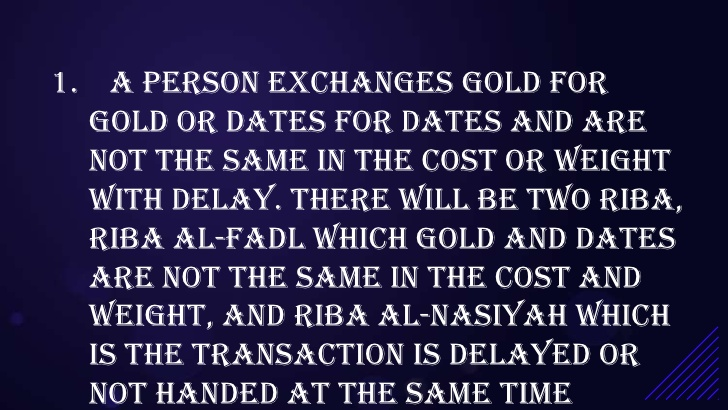 1. A PERSON EXCHANGES GOLD FOR
GOLD OR DATES FOR DATES AND ARE
NOT THE SAME IN THE COST OR WEIGHT
WITH DELAY. THERE WILL BE TWO RIBA,
RIBA AL-FADL WHICH GOLD AND DATES
ARE NOT THE SAME IN THE COST AND
WEIGHT, AND RIBA AL-NASIYAH WHICH
IS THE TRANSACTION IS DELAYED OR
NOT HANDED AT THE SAME TIME